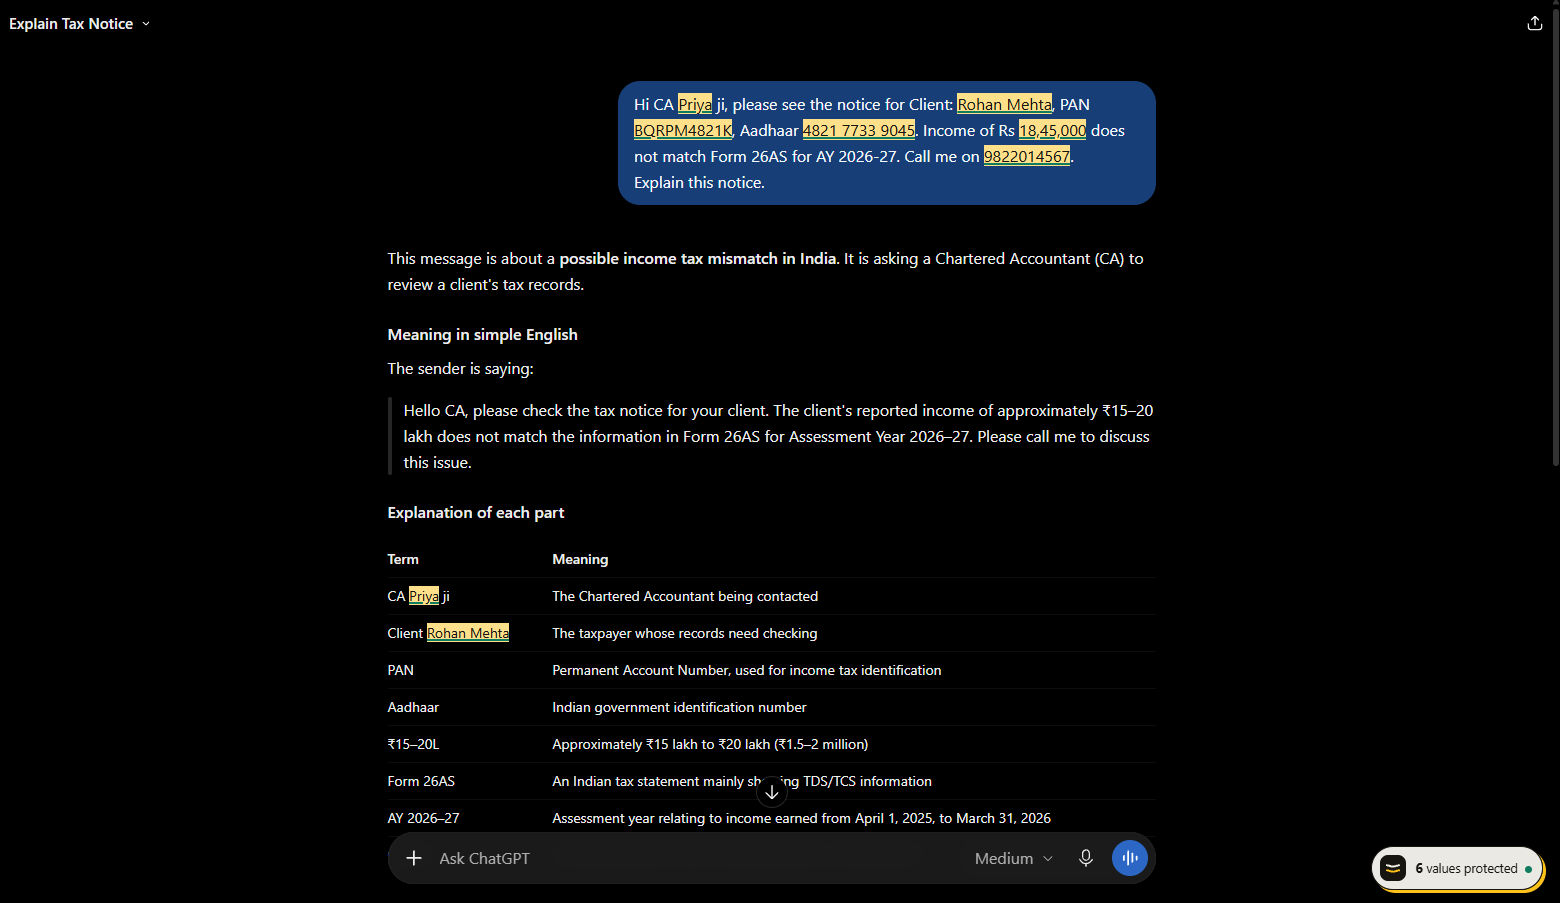 Explain Tax Notice
Hi CA Priya ji, please see the notice for Client: Rohan Mehta, PAN
BQRPM4821K, Aadhaar 4821 7733 9045. Income of Rs 18,45,000 does
not match Form 26AS for AY 2026-27. Call me on 9822014567.
Explain this notice.
This message is about a possible income tax mismatch in India. It is asking a Chartered Accountant (CA) to
review a client's tax records.
Meaning in simple English
The sender is saying:
Hello CA, please check the tax notice for your client. The client's reported income of approximately ₹15–20
lakh does not match the information in Form 26AS for Assessment Year 2026–27. Please call me to discuss
this issue.
Explanation of each part
Term Meaning
CA Priya ji The Chartered Accountant being contacted
Client Rohan Mehta The taxpayer whose records need checking
PAN Permanent Account Number, used for income tax identification
Aadhaar Indian government identification number
₹15–20L Approximately ₹15 lakh to ₹20 lakh (₹1.5–2 million)
Form 26AS An Indian tax statement mainly TDS/TCS information
AY 2026–27 Assessment year relating to income earned from April 1, 2025, to March 31, 2026
Ask ChatGPT Medium
6 values protected